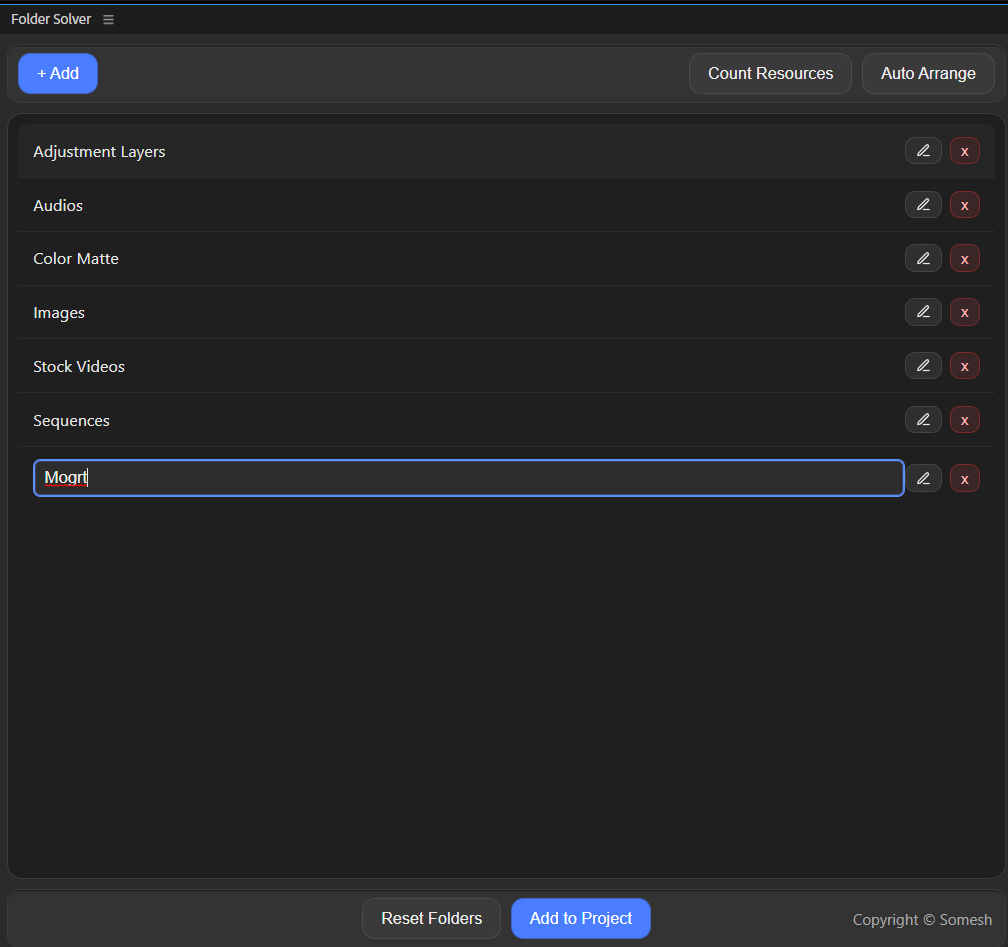 Folder Solver
+ Add
Count Resources
Auto Arrange
Adjustment Layers
x
Audios
x
Color Matte
x
Images
x
Stock Videos
x
Sequences
x
Mogrt
x
Reset Folders
Add to Project
Copyright © Somesh